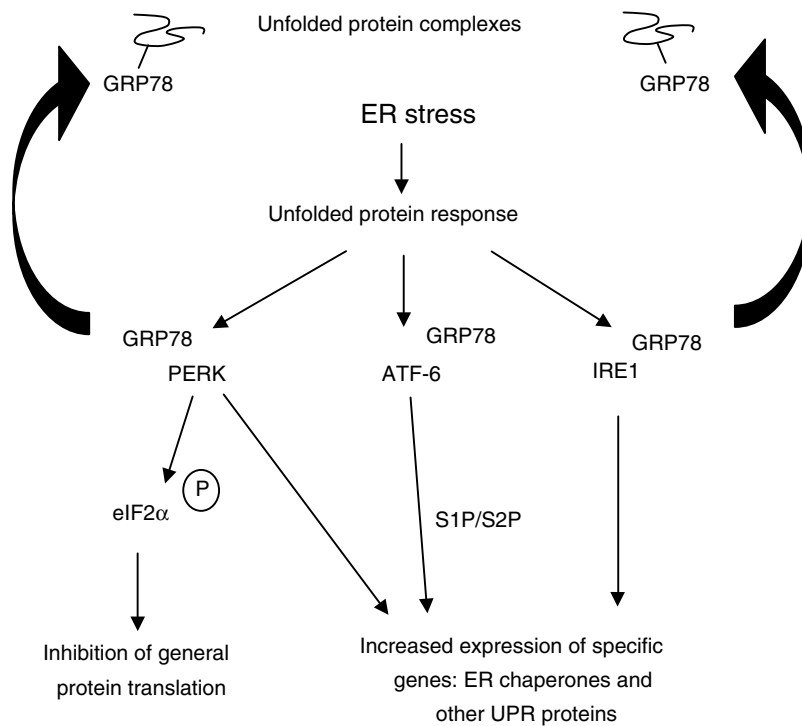 Unfolded protein complexes
GRP78
GRP78
ER stress
Unfolded protein response
GRP78
PERK
GRP78
ATF-6
GRP78
IRE1
P
eIF2α
S1P/S2P
Inhibition of general
protein translation
Increased expression of specific
genes: ER chaperones and
other UPR proteins